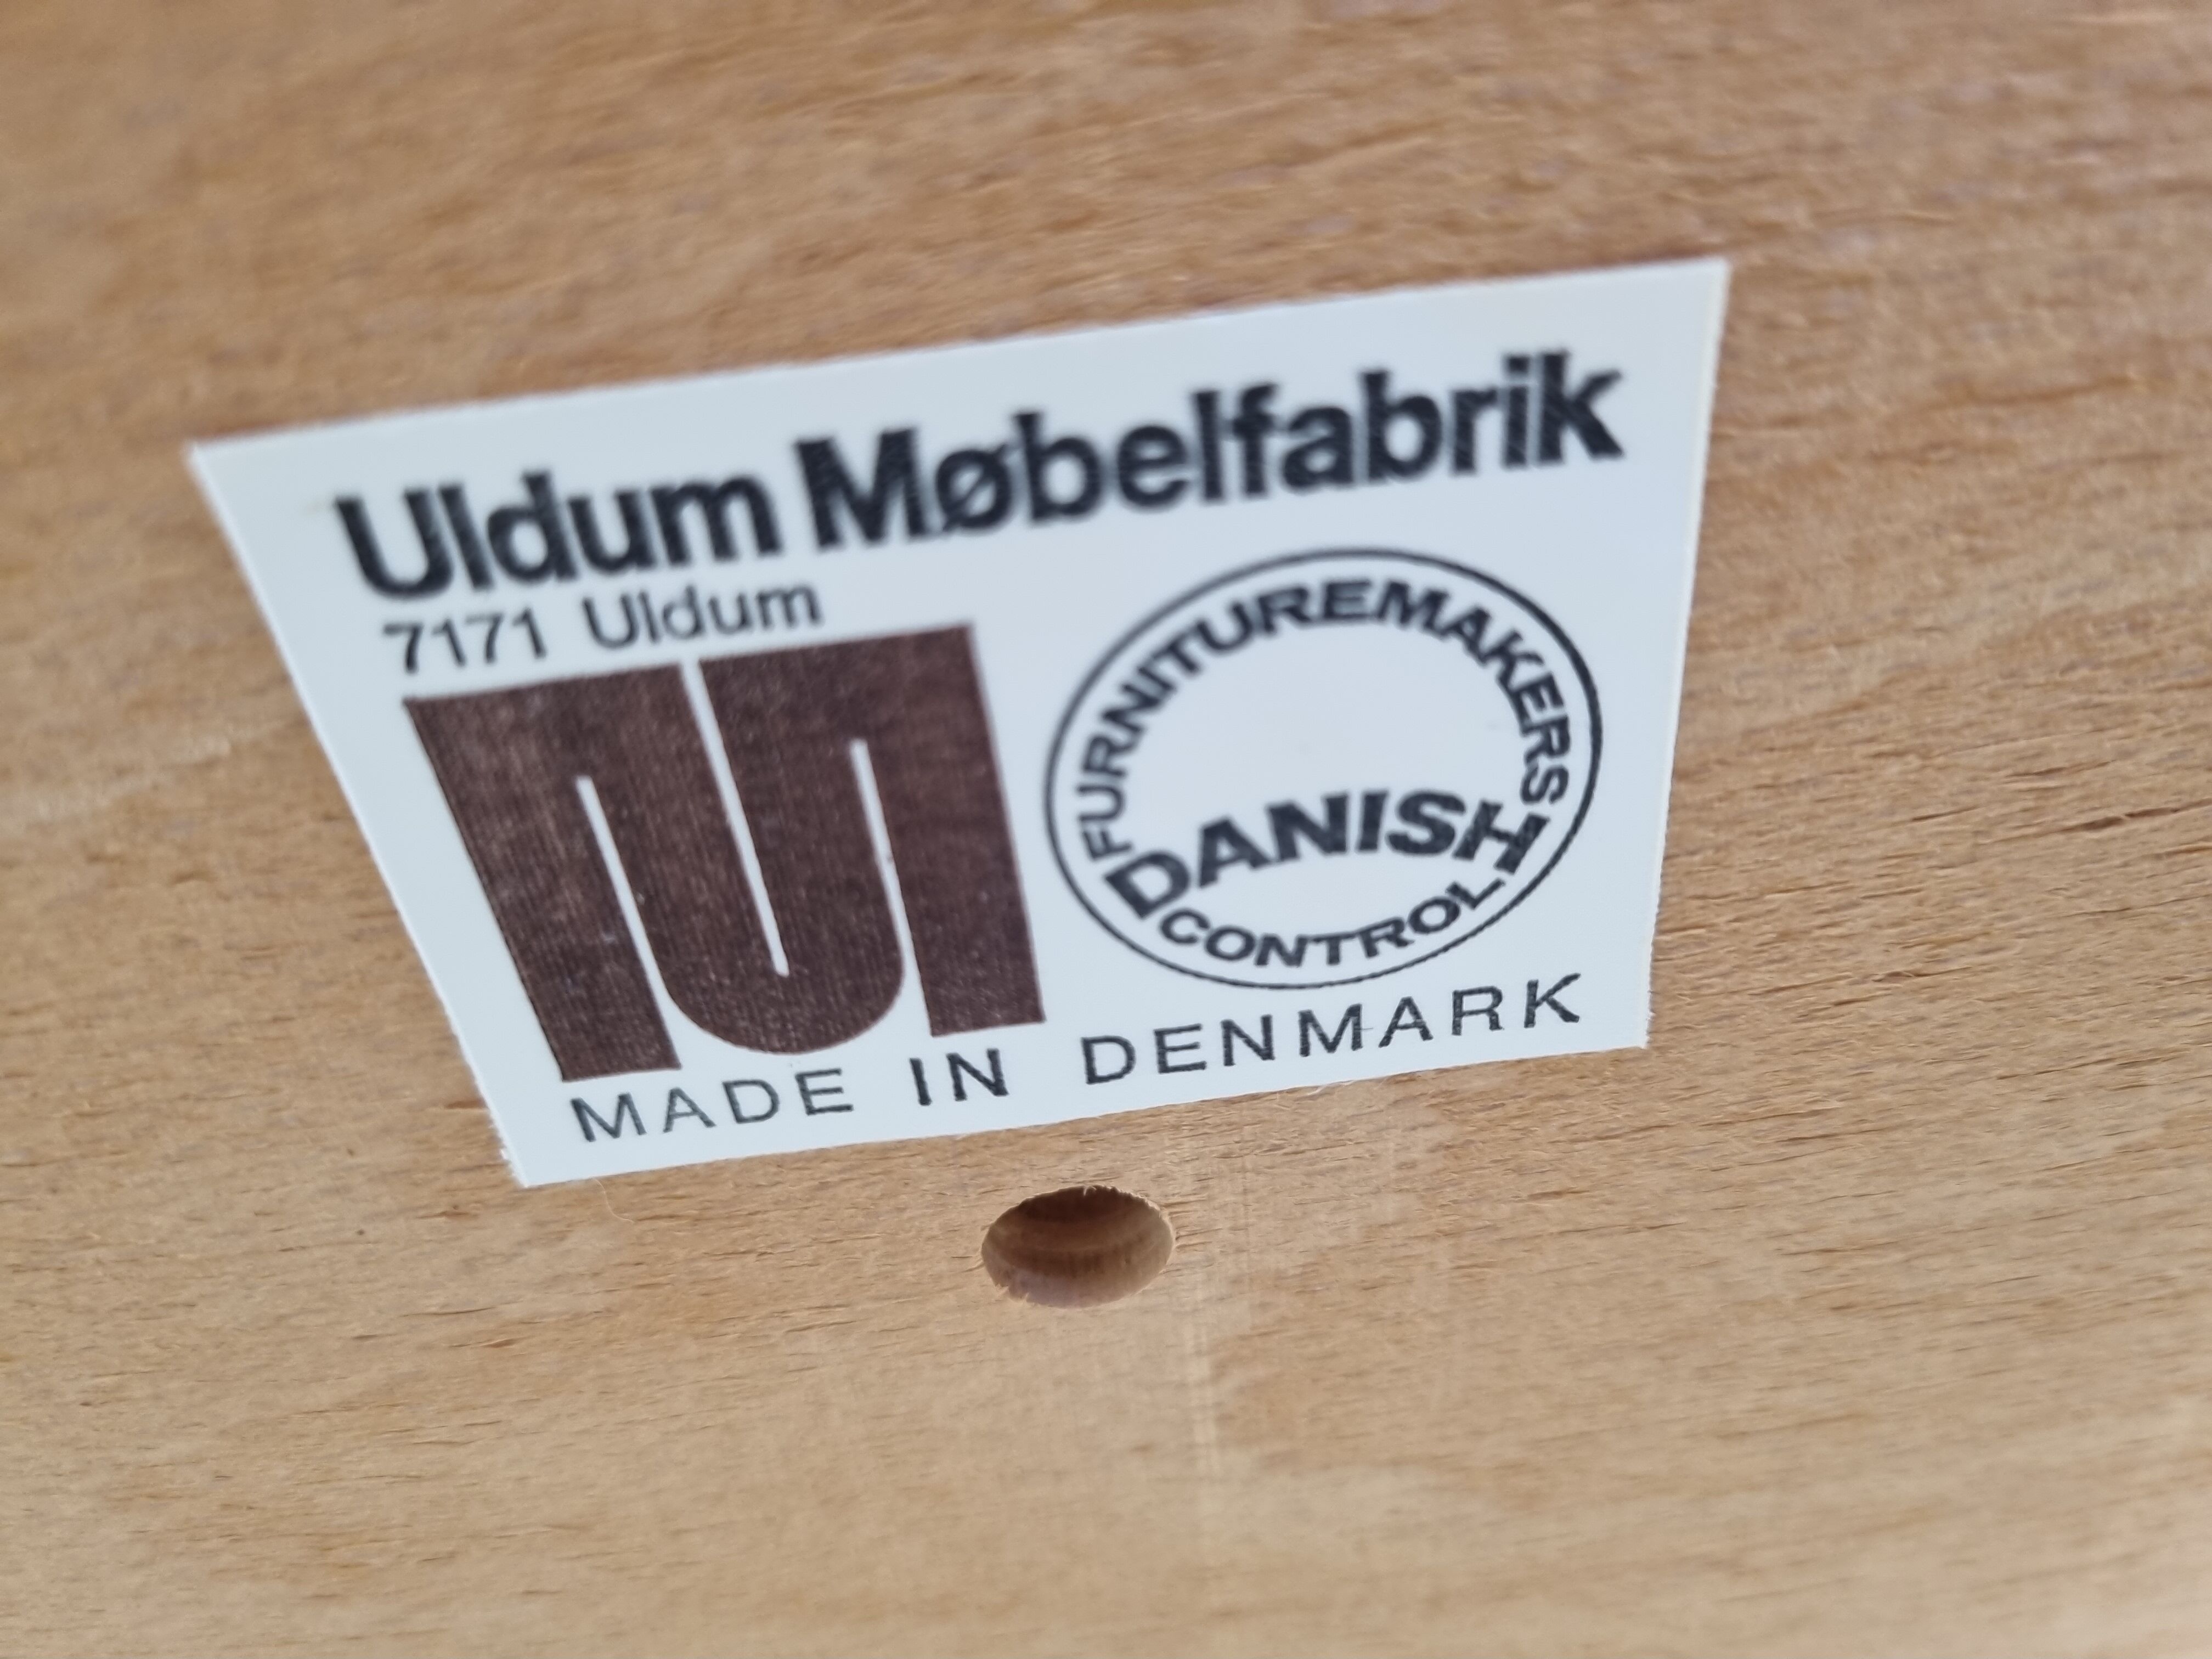 Uldum Møbelfabrik
7171 Uldum
FURNITUREMAKERS
DANISH
CONTROL
MADE IN DENMARK